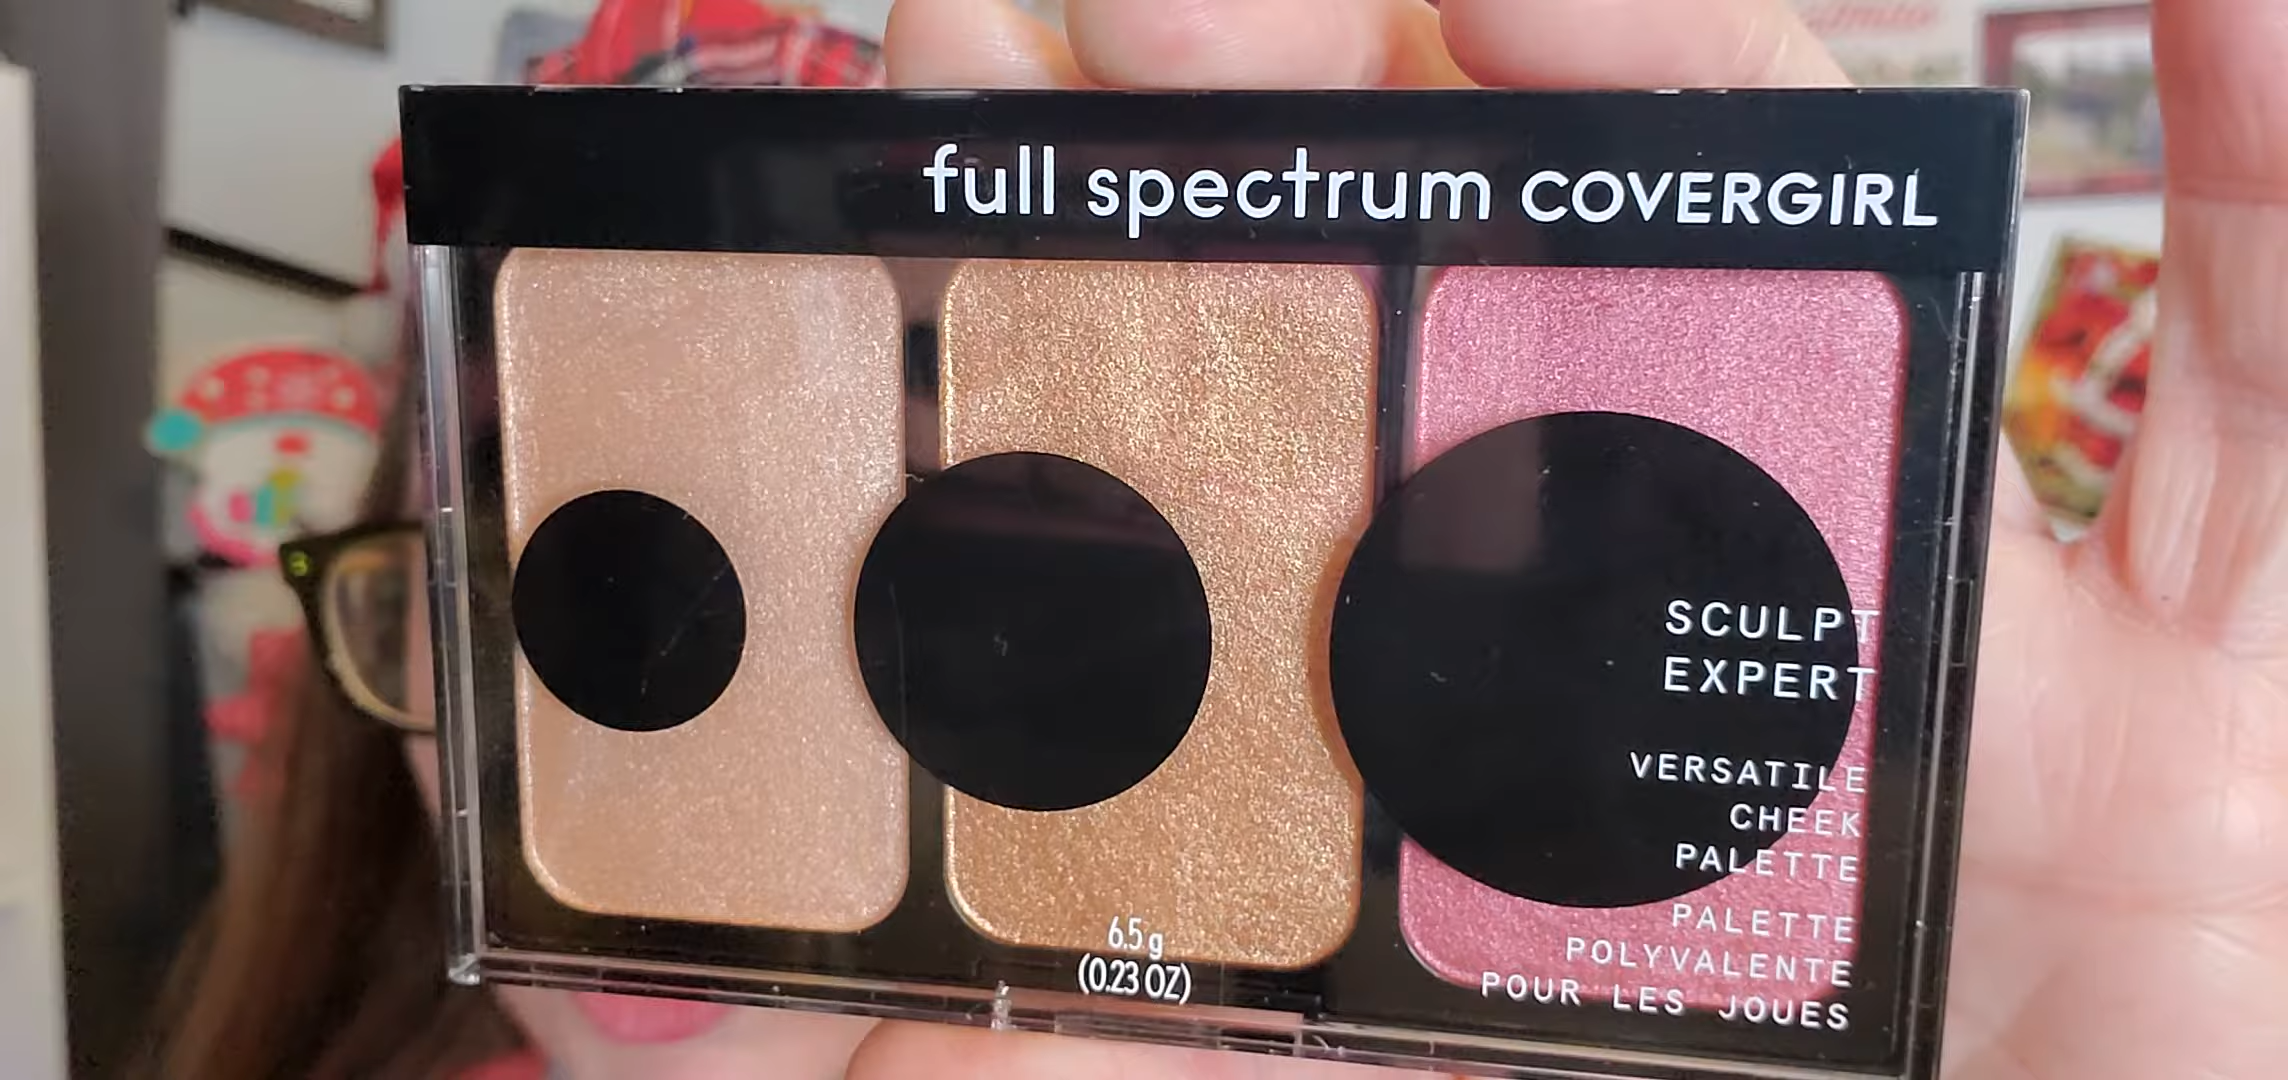 full spectrum COVERGIRL
SCULPT
EXPERT
VERSATILE
CHEEK
PALETTE
PALETTE
POLYVALENTE
POUR LES JOUES
6.5 g
(0.23 OZ)